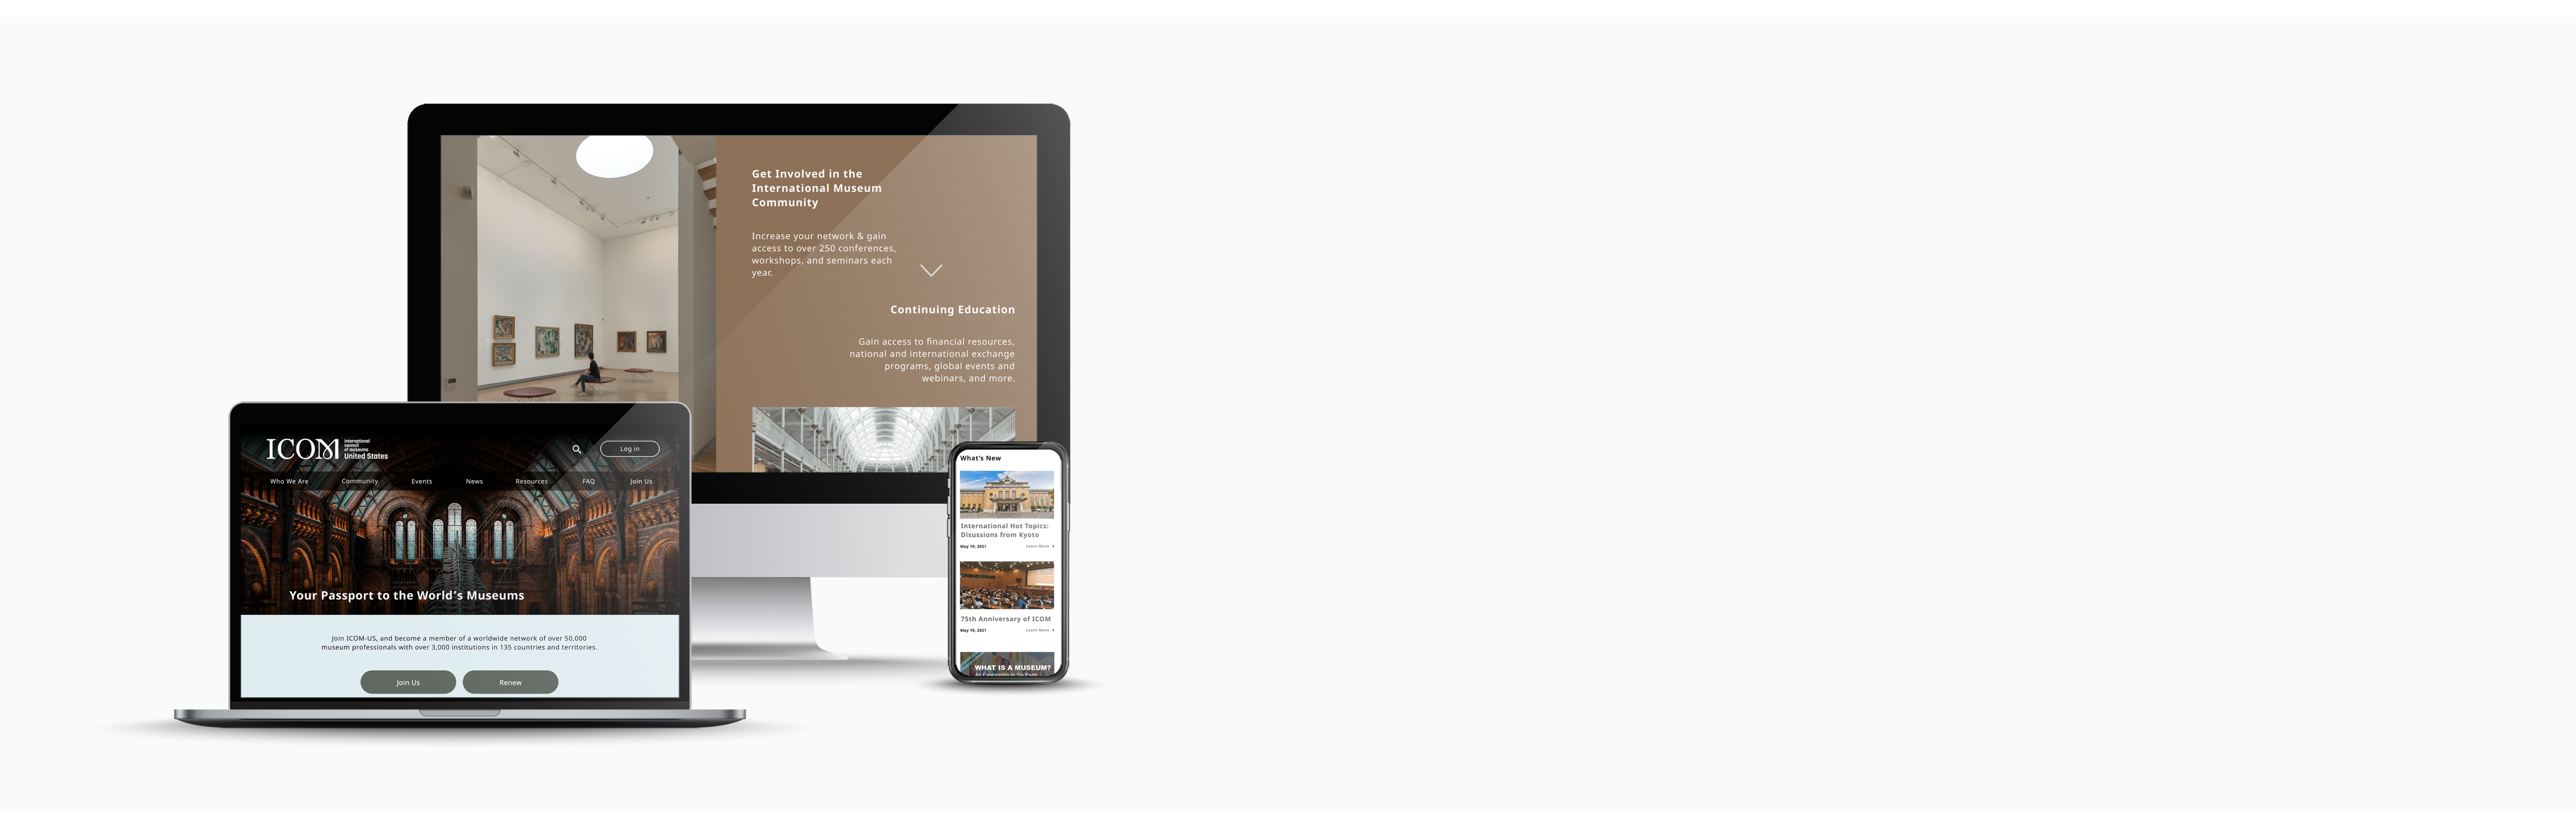 Get Involved in the
International Museum
Community
Increase your network & gain
access to over 250 conferences,
workshops, and seminars each
year.
Continuing Education
Gain access to financial resources,
national and international exchange
programs, global events and
webinars, and more.
ICOM
international
council
of museums
United States
Log in
Who We Are
Community
Events
News
Resources
FAQ
Join Us
Your Passport to the World's Museums
Join ICOM-US, and become a member of a worldwide network of over 50,000
museum professionals with over 3,000 institutions in 135 countries and territories.
Join Us
Renew
What's New
International Hot Topics:
Disussions from Kyoto
May 19, 2021
Learn More
75th Anniversary of ICOM
May 19, 2021
Learn More
WHAT IS A MUSEUM?
An Exploration in Six Parts